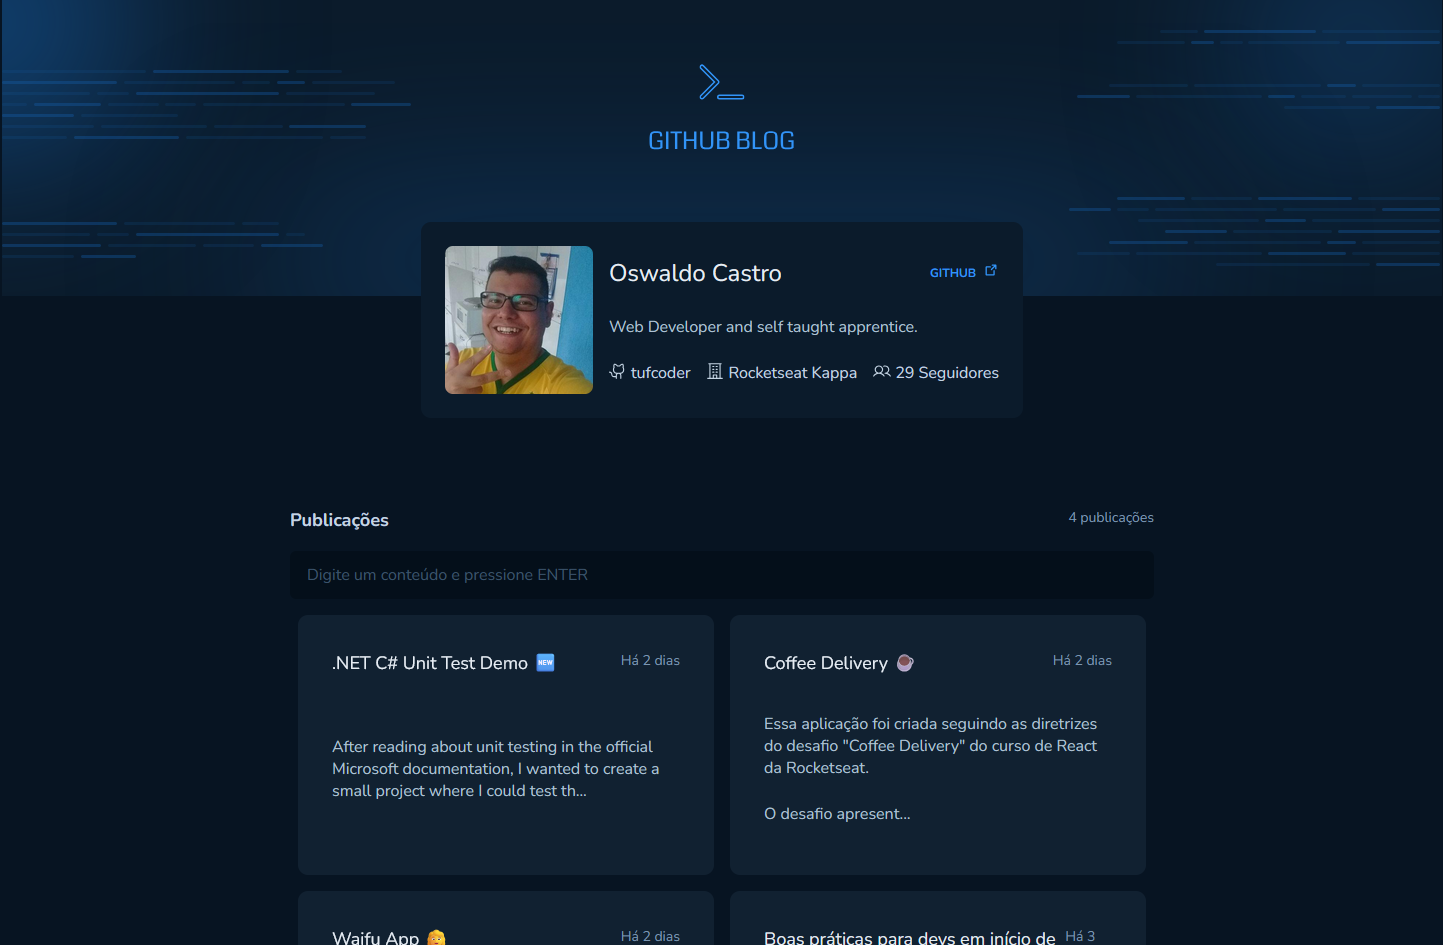 GITHUB BLOG
Oswaldo Castro
GITHUB
Web Developer and self taught apprentice.
tufcoder
Rocketseat Kappa
29 Seguidores
Publicações
4 publicações
Digite um conteúdo e pressione ENTER
.NET C# Unit Test Demo 🆕
Há 2 dias
After reading about unit testing in the official
Microsoft documentation, I wanted to create a
small project where I could test th...
Coffee Delivery
Há 2 dias
Essa aplicação foi criada seguindo as diretrizes
do desafio "Coffee Delivery" do curso de React
da Rocketseat.
O desafio apresent...
Waifu App
Há 2 dias
Boas práticas para devs em início de
Há 3